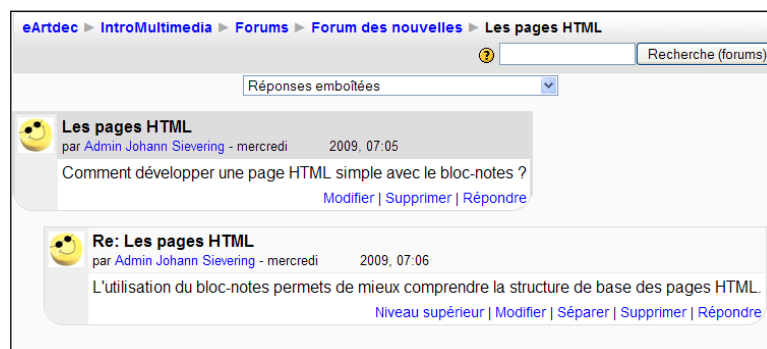 eArtdec ► IntroMultimedia ► Forums ► Forum des nouvelles ► Les pages HTML
? Recherche (forums)
Réponses emboîtées
Les pages HTML
par Admin Johann Sievering - mercredi 2009, 07:05
Comment développer une page HTML simple avec le bloc-notes ?
Modifier | Supprimer | Répondre
Re: Les pages HTML
par Admin Johann Sievering - mercredi 2009, 07:06
L'utilisation du bloc-notes permets de mieux comprendre la structure de base des pages HTML.
Niveau supérieur | Modifier | Séparer | Supprimer | Répondre